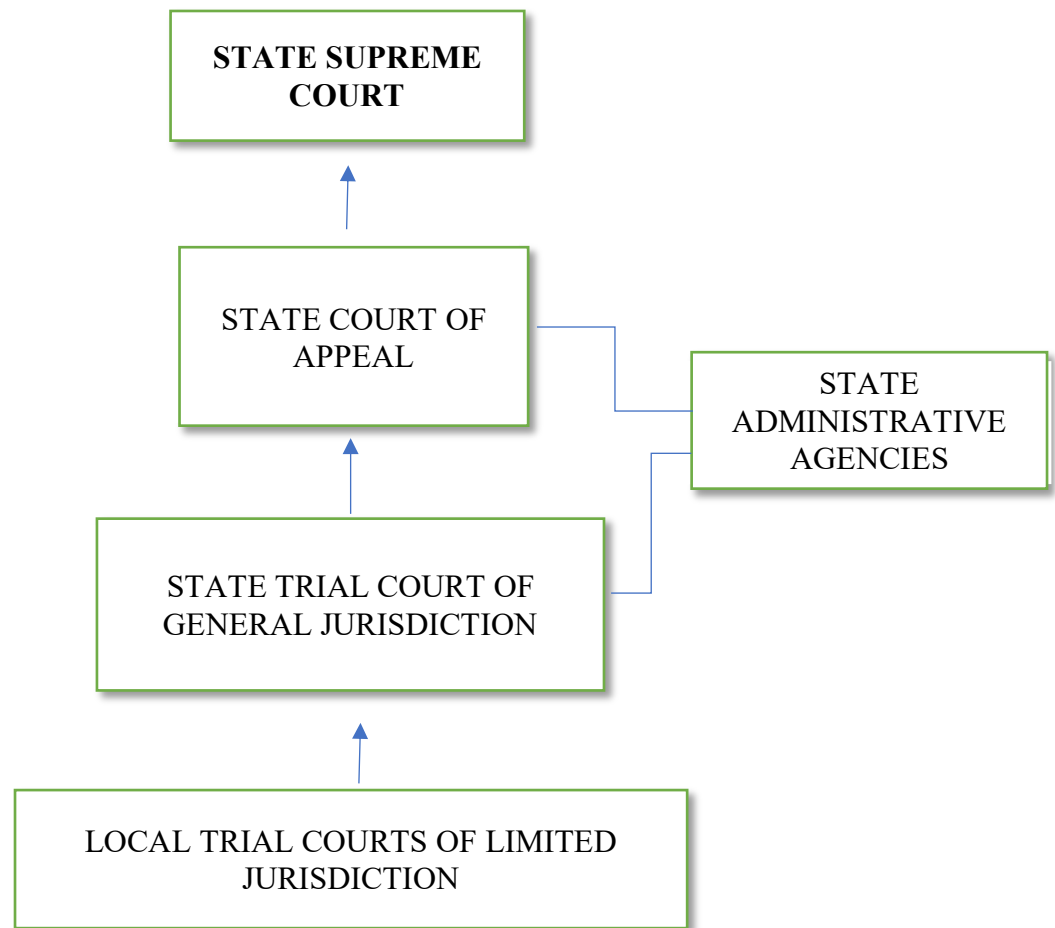 STATE SUPREME
COURT
STATE COURT OF
APPEAL
STATE
ADMINISTRATIVE
AGENCIES
STATE TRIAL COURT OF
GENERAL JURISDICTION
LOCAL TRIAL COURTS OF LIMITED
JURISDICTION